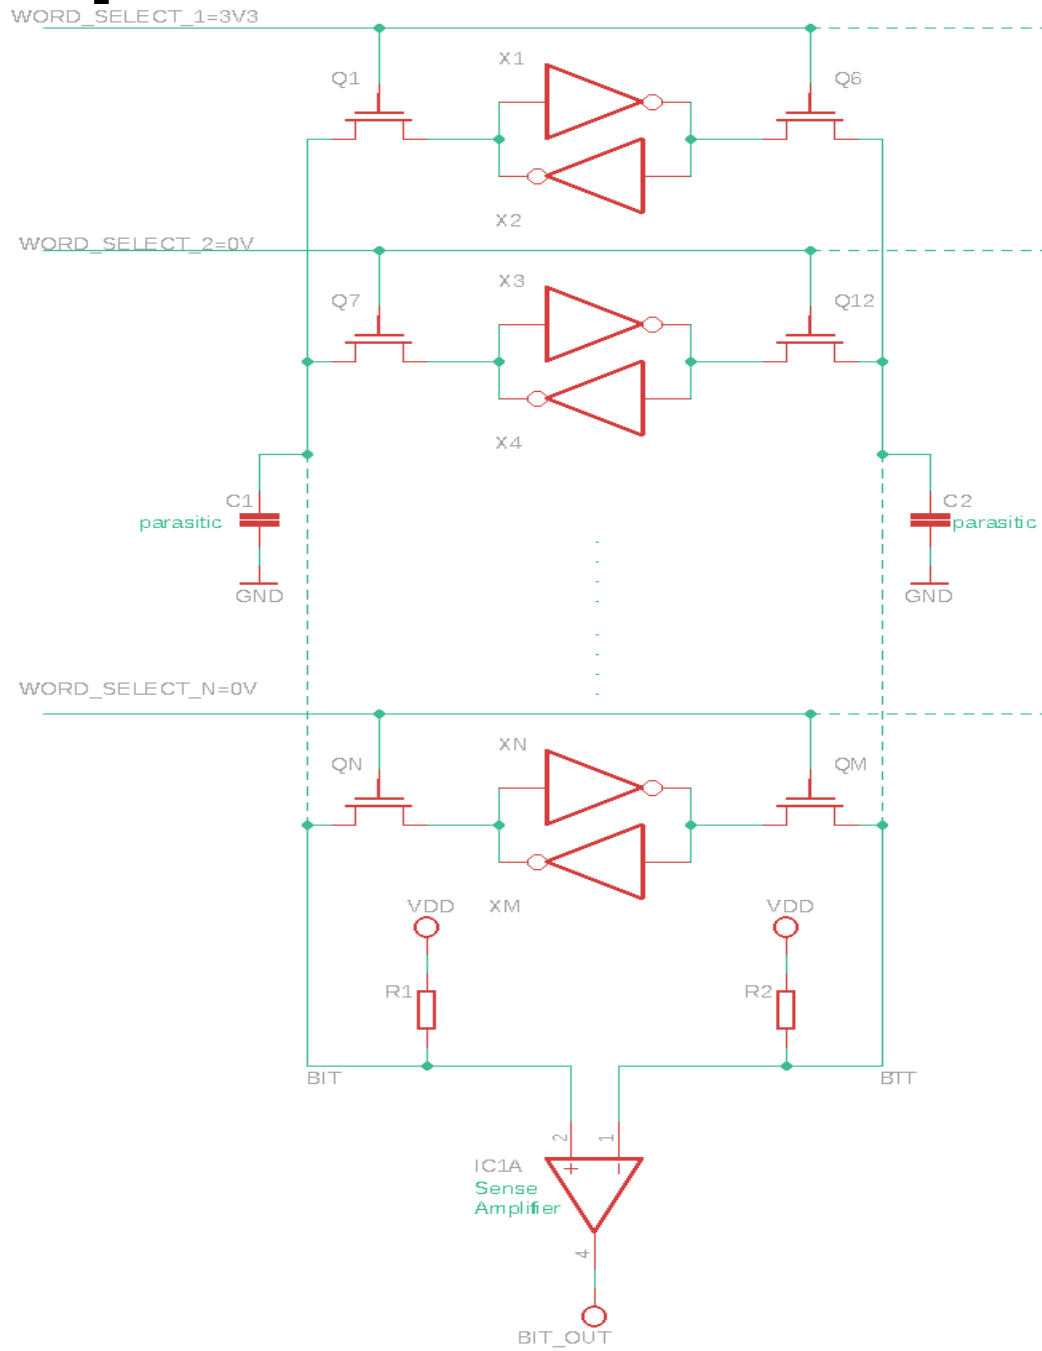 WORD_SELECT_1=3V3
X1
Q1
Q6
X2
WORD_SELECT_2=0V
X3
Q7
Q12
X4
C1
parasitic
C2
parasitic
GND
GND
WORD_SELECT_N=0V
XN
QN
QM
VDD
XM
VDD
R1
R2
BIT
BIT
2
1
IC1A
+
-
Sense
Amplifier
4
BIT_OUT